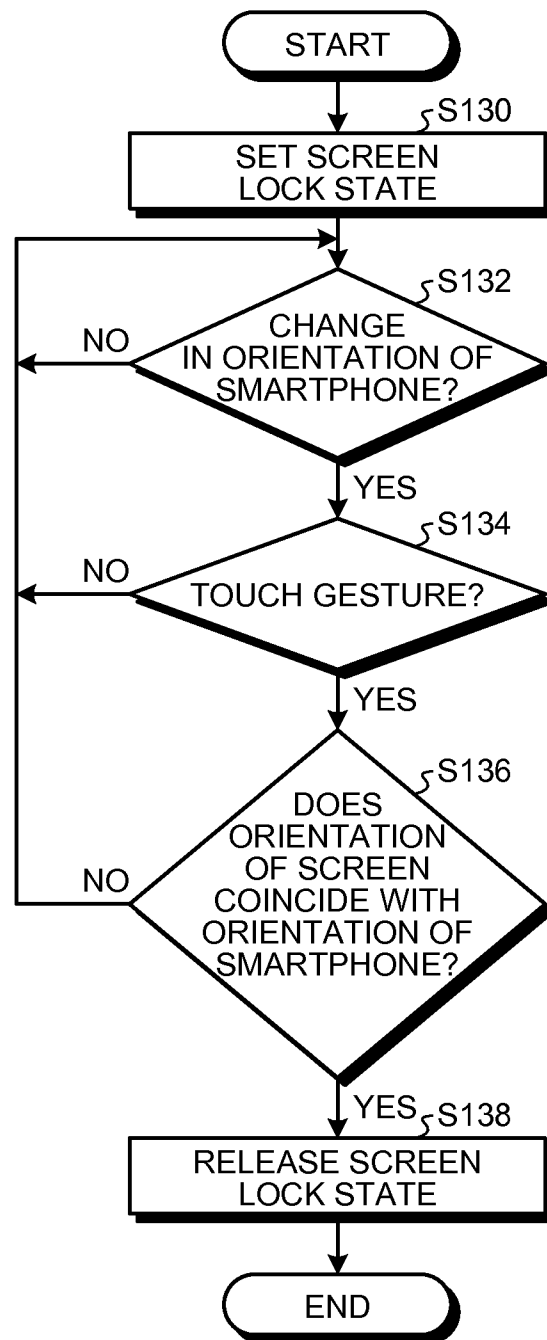 START
S130
SET SCREEN
LOCK STATE
S132
CHANGE
IN ORIENTATION OF
SMARTPHONE?
NO
YES
S134
TOUCH GESTURE?
NO
YES
S136
DOES
ORIENTATION
OF SCREEN
COINCIDE WITH
ORIENTATION OF
SMARTPHONE?
NO
YES
S138
RELEASE SCREEN
LOCK STATE
END